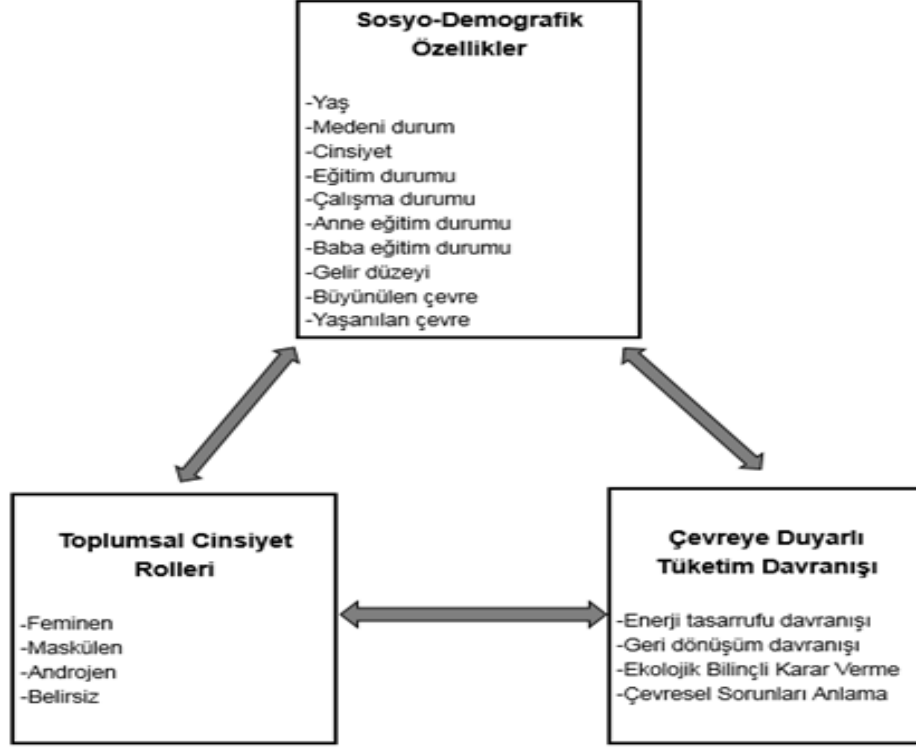 Sosyo-Demografik
Özellikler
-Yaş
-Medeni durum
-Cinsiyet
-Eğitim durumu
-Çalışma durumu
-Anne eğitim durumu
-Baba eğitim durumu
-Gelir düzeyi
-Büyünülen çevre
-Yaşanılan çevre
Toplumsal Cinsiyet
Rolleri
-Feminen
-Maskülen
-Androjen
-Belirsiz
Çevreye Duyarlı
Tüketim Davranışı
-Enerji tasarrufu davranışı
-Geri dönüşüm davranışı
-Ekolojik Bilinçli Karar Verme
-Çevresel Sorunları Anlama